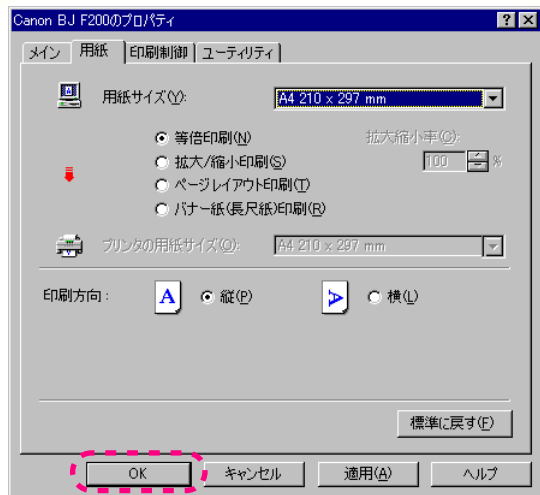 Canon BJ F200のプロパティ
メイン 用紙 印刷制御 ユーティリティ
用紙サイズ(Y): A4 210 x 297 mm
等倍印刷(N) 拡大縮小率(C):
拡大/縮小印刷(S) 100 %
ページレイアウト印刷(T)
バナー紙(長尺紙)印刷(R)
プリンタの用紙サイズ(O): A4 210 x 297 mm
印刷方向: A 縦(P) A 横(L)
標準に戻す(F)
OK キャンセル 適用(A) ヘルプ